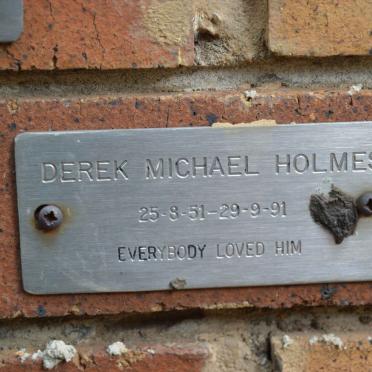 DEREK MICHAEL HOLMES
25-8-51-29-9-91
EVERYBODY LOVED HIM